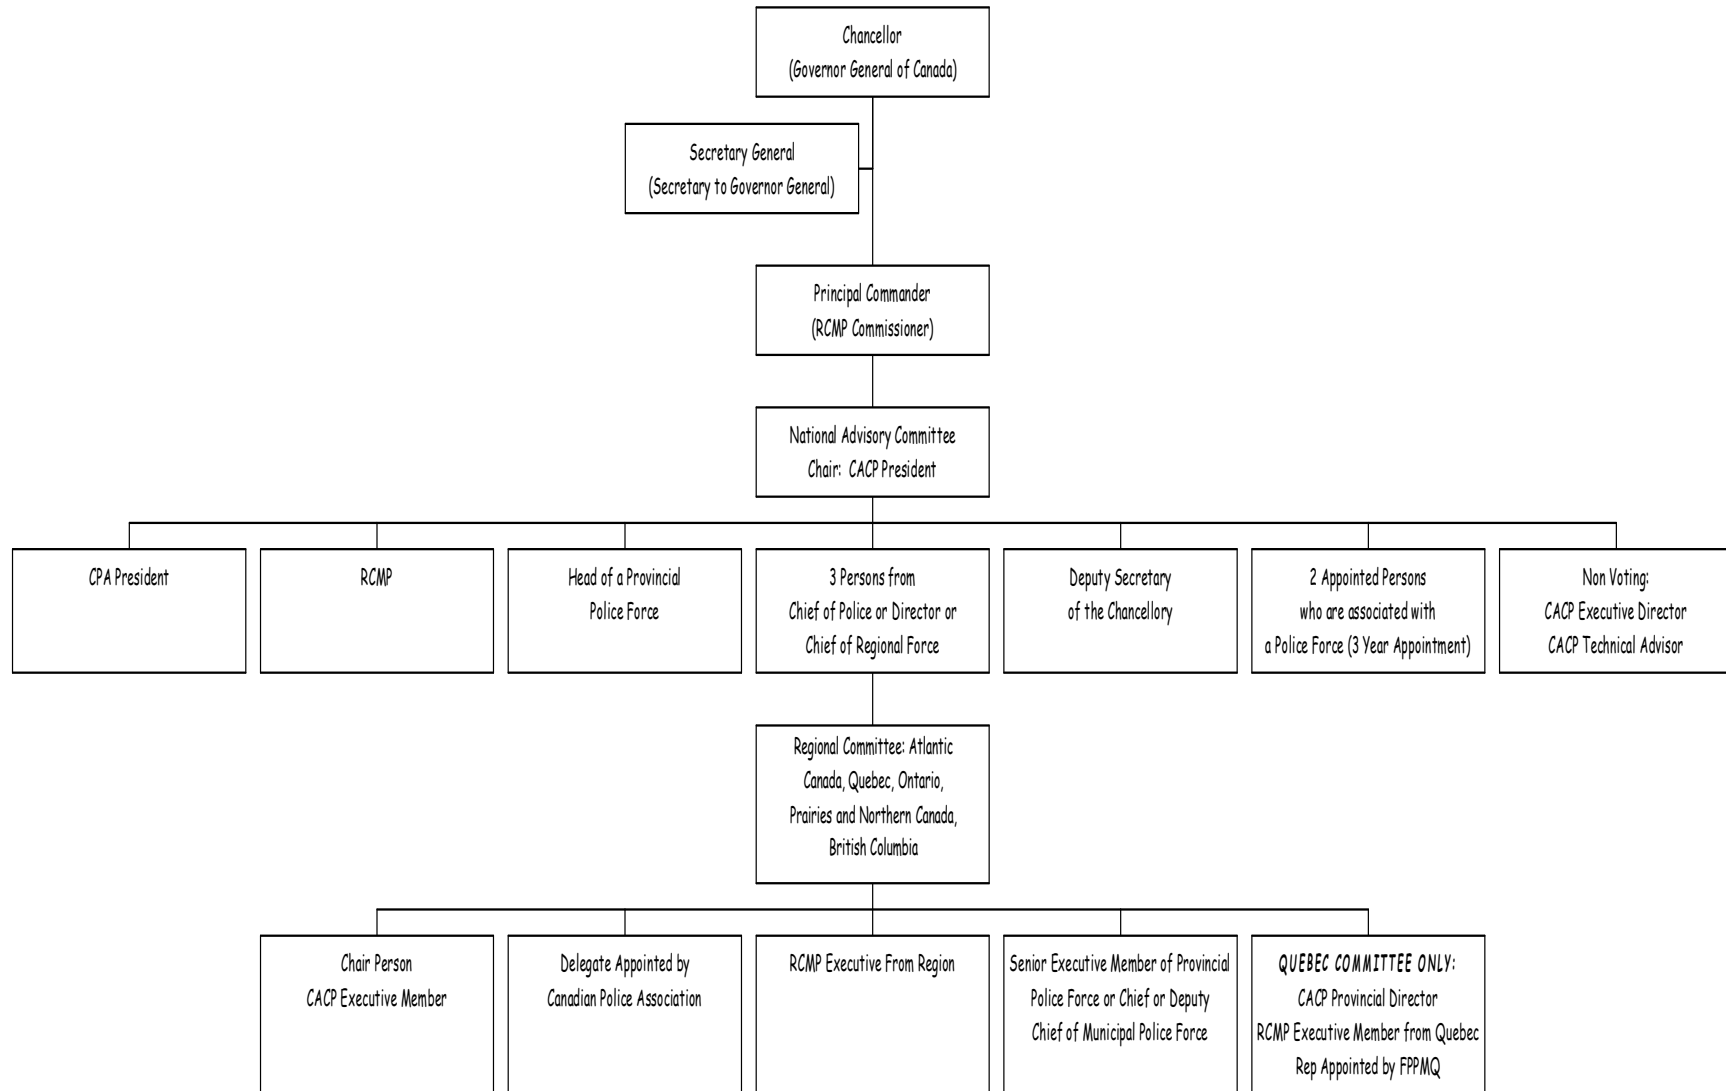 Chancellor
(Governor General of Canada)
Secretary General
(Secretary to Governor General)
Principal Commander
(RCMP Commissioner)
National Advisory Committee
Chair: CACP President
CPA President
RCMP
Head of a Provincial
Police Force
3 Persons from
Chief of Police or Director or
Chief of Regional Force
Deputy Secretary
of the Chancellory
2 Appointed Persons
who are associated with
a Police Force (3 Year Appointment)
Non Voting:
CACP Executive Director
CACP Technical Advisor
Regional Committee: Atlantic
Canada, Quebec, Ontario,
Prairies and Northern Canada,
British Columbia
Chair Person
CACP Executive Member
Delegate Appointed by
Canadian Police Association
RCMP Executive From Region
Senior Executive Member of Provincial
Police Force or Chief or Deputy
Chief of Municipal Police Force
QUEBEC COMMITTEE ONLY:
CACP Provincial Director
RCMP Executive Member from Quebec
Rep Appointed by FPPMQ